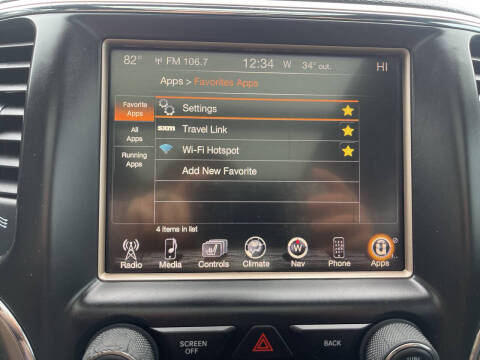 82° FM 106.7 12:34 W 34° out. HI
Apps > Favorites Apps
Favorite Apps
All Apps
Running Apps
Settings
sxm Travel Link
Wi-Fi Hotspot
Add New Favorite
4 items in list
Radio Media Controls Climate Nav Phone Apps
W
SCREEN OFF
BACK